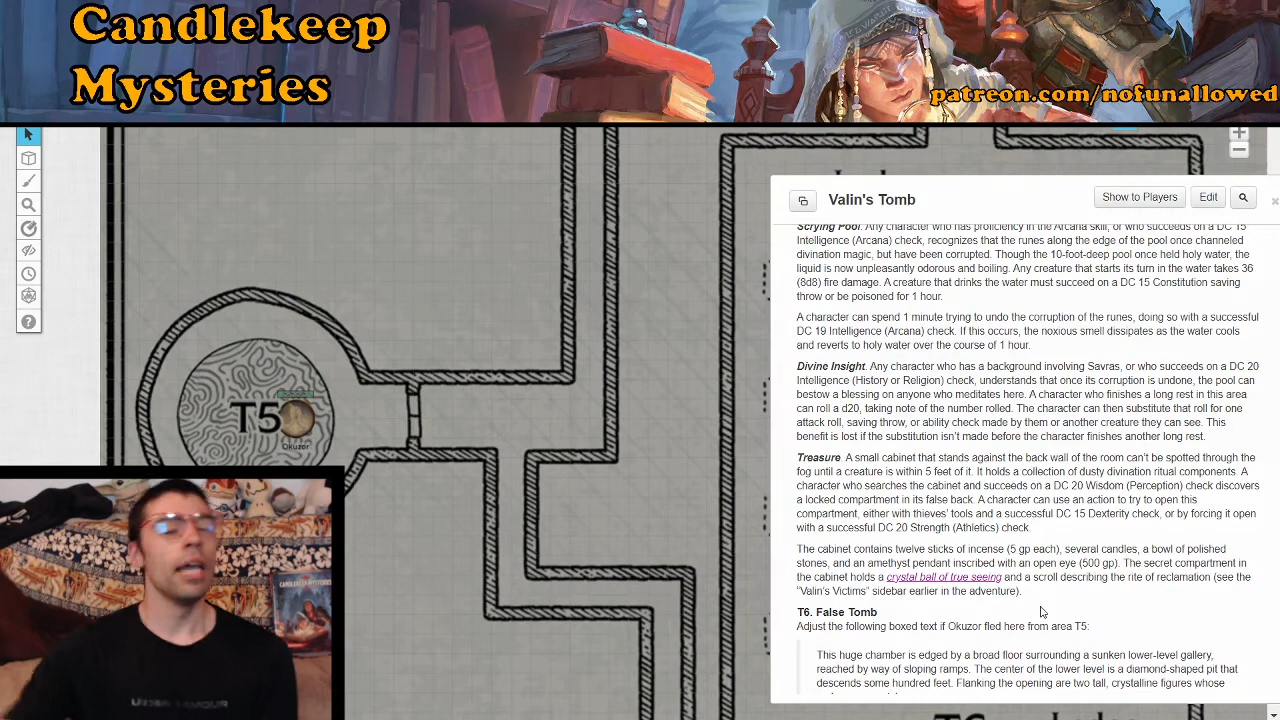 Candlekeep
Mysteries
patreon.com/nofunallowed
Valin's Tomb
Show to Players
Edit
Scrying Pool. Any character who has proficiency in the Arcana skill, or who succeeds on a DC 15
Intelligence (Arcana) check, recognizes that the runes along the edge of the pool once channeled
divination magic, but have been corrupted. Though the 10-foot-deep pool once held holy water, the
liquid is now unpleasantly odorous and boiling. Any creature that starts its turn in the water takes 36
(8d8) fire damage. A creature that drinks the water must succeed on a DC 15 Constitution saving
throw or be poisoned for 1 hour.
A character can spend 1 minute trying to undo the corruption of the runes, doing so with a successful
DC 19 Intelligence (Arcana) check. If this occurs, the noxious smell dissipates as the water cools
and reverts to holy water over the course of 1 hour.
Divine Insight. Any character who has a background involving Savras, or who succeeds on a DC 20
Intelligence (History or Religion) check, understands that once its corruption is undone, the pool can
bestow a blessing on anyone who meditates here. A character who finishes a long rest in this area
can roll a d20, taking note of the number rolled. The character can then substitute that roll for one
attack roll, saving throw, or ability check made by them or another creature they can see. This
benefit is lost if the substitution isn't made before the character finishes another long rest.
Treasure. A small cabinet that stands against the back wall of the room can't be spotted through the
fog until a creature is within 5 feet of it. It holds a collection of dusty divination ritual components. A
character who searches the cabinet and succeeds on a DC 20 Wisdom (Perception) check discovers
a locked compartment in its false back. A character can use an action to try to open this
compartment, either with thieves' tools and a successful DC 15 Dexterity check, or by forcing it open
with a successful DC 20 Strength (Athletics) check.
The cabinet contains twelve sticks of incense (5 gp each), several candles, a bowl of polished
stones, and an amethyst pendant inscribed with an open eye (500 gp). The secret compartment in
the cabinet holds a crystal ball of true seeing and a scroll describing the rite of reclamation (see the
"Valin's Victims" sidebar earlier in the adventure).
T6. False Tomb
Adjust the following boxed text if Okuzor fled here from area T5:
This huge chamber is edged by a broad floor surrounding a sunken lower-level gallery,
reached by way of sloping ramps. The center of the lower level is a diamond-shaped pit that
descends some hundred feet. Flanking the opening are two tall, crystalline figures whose
T5
Okuzor
CANDLEKEEP
MYSTERIES